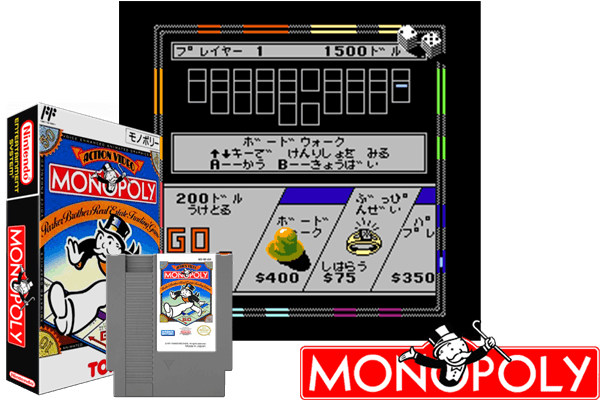 プレイヤー 1 1500ドル
ボードウォーク
↑↓キーで けんりしょを みる
A--かう B--きょうばい
200ドル
うけとる
GO
ボード
ォーク
$400
ぶっぴ
んぜい
しはらう
$75
パ
プレ
$350
モノポリー
Nintendo
ENTERTAINMENT
SYSTEM
ACTION VIDEO
MONOPOLY
Parker Brothers Real Estate Trading Game
MONOPOLY
TO
Nintendo
MONOPOLY
MONOPOLY